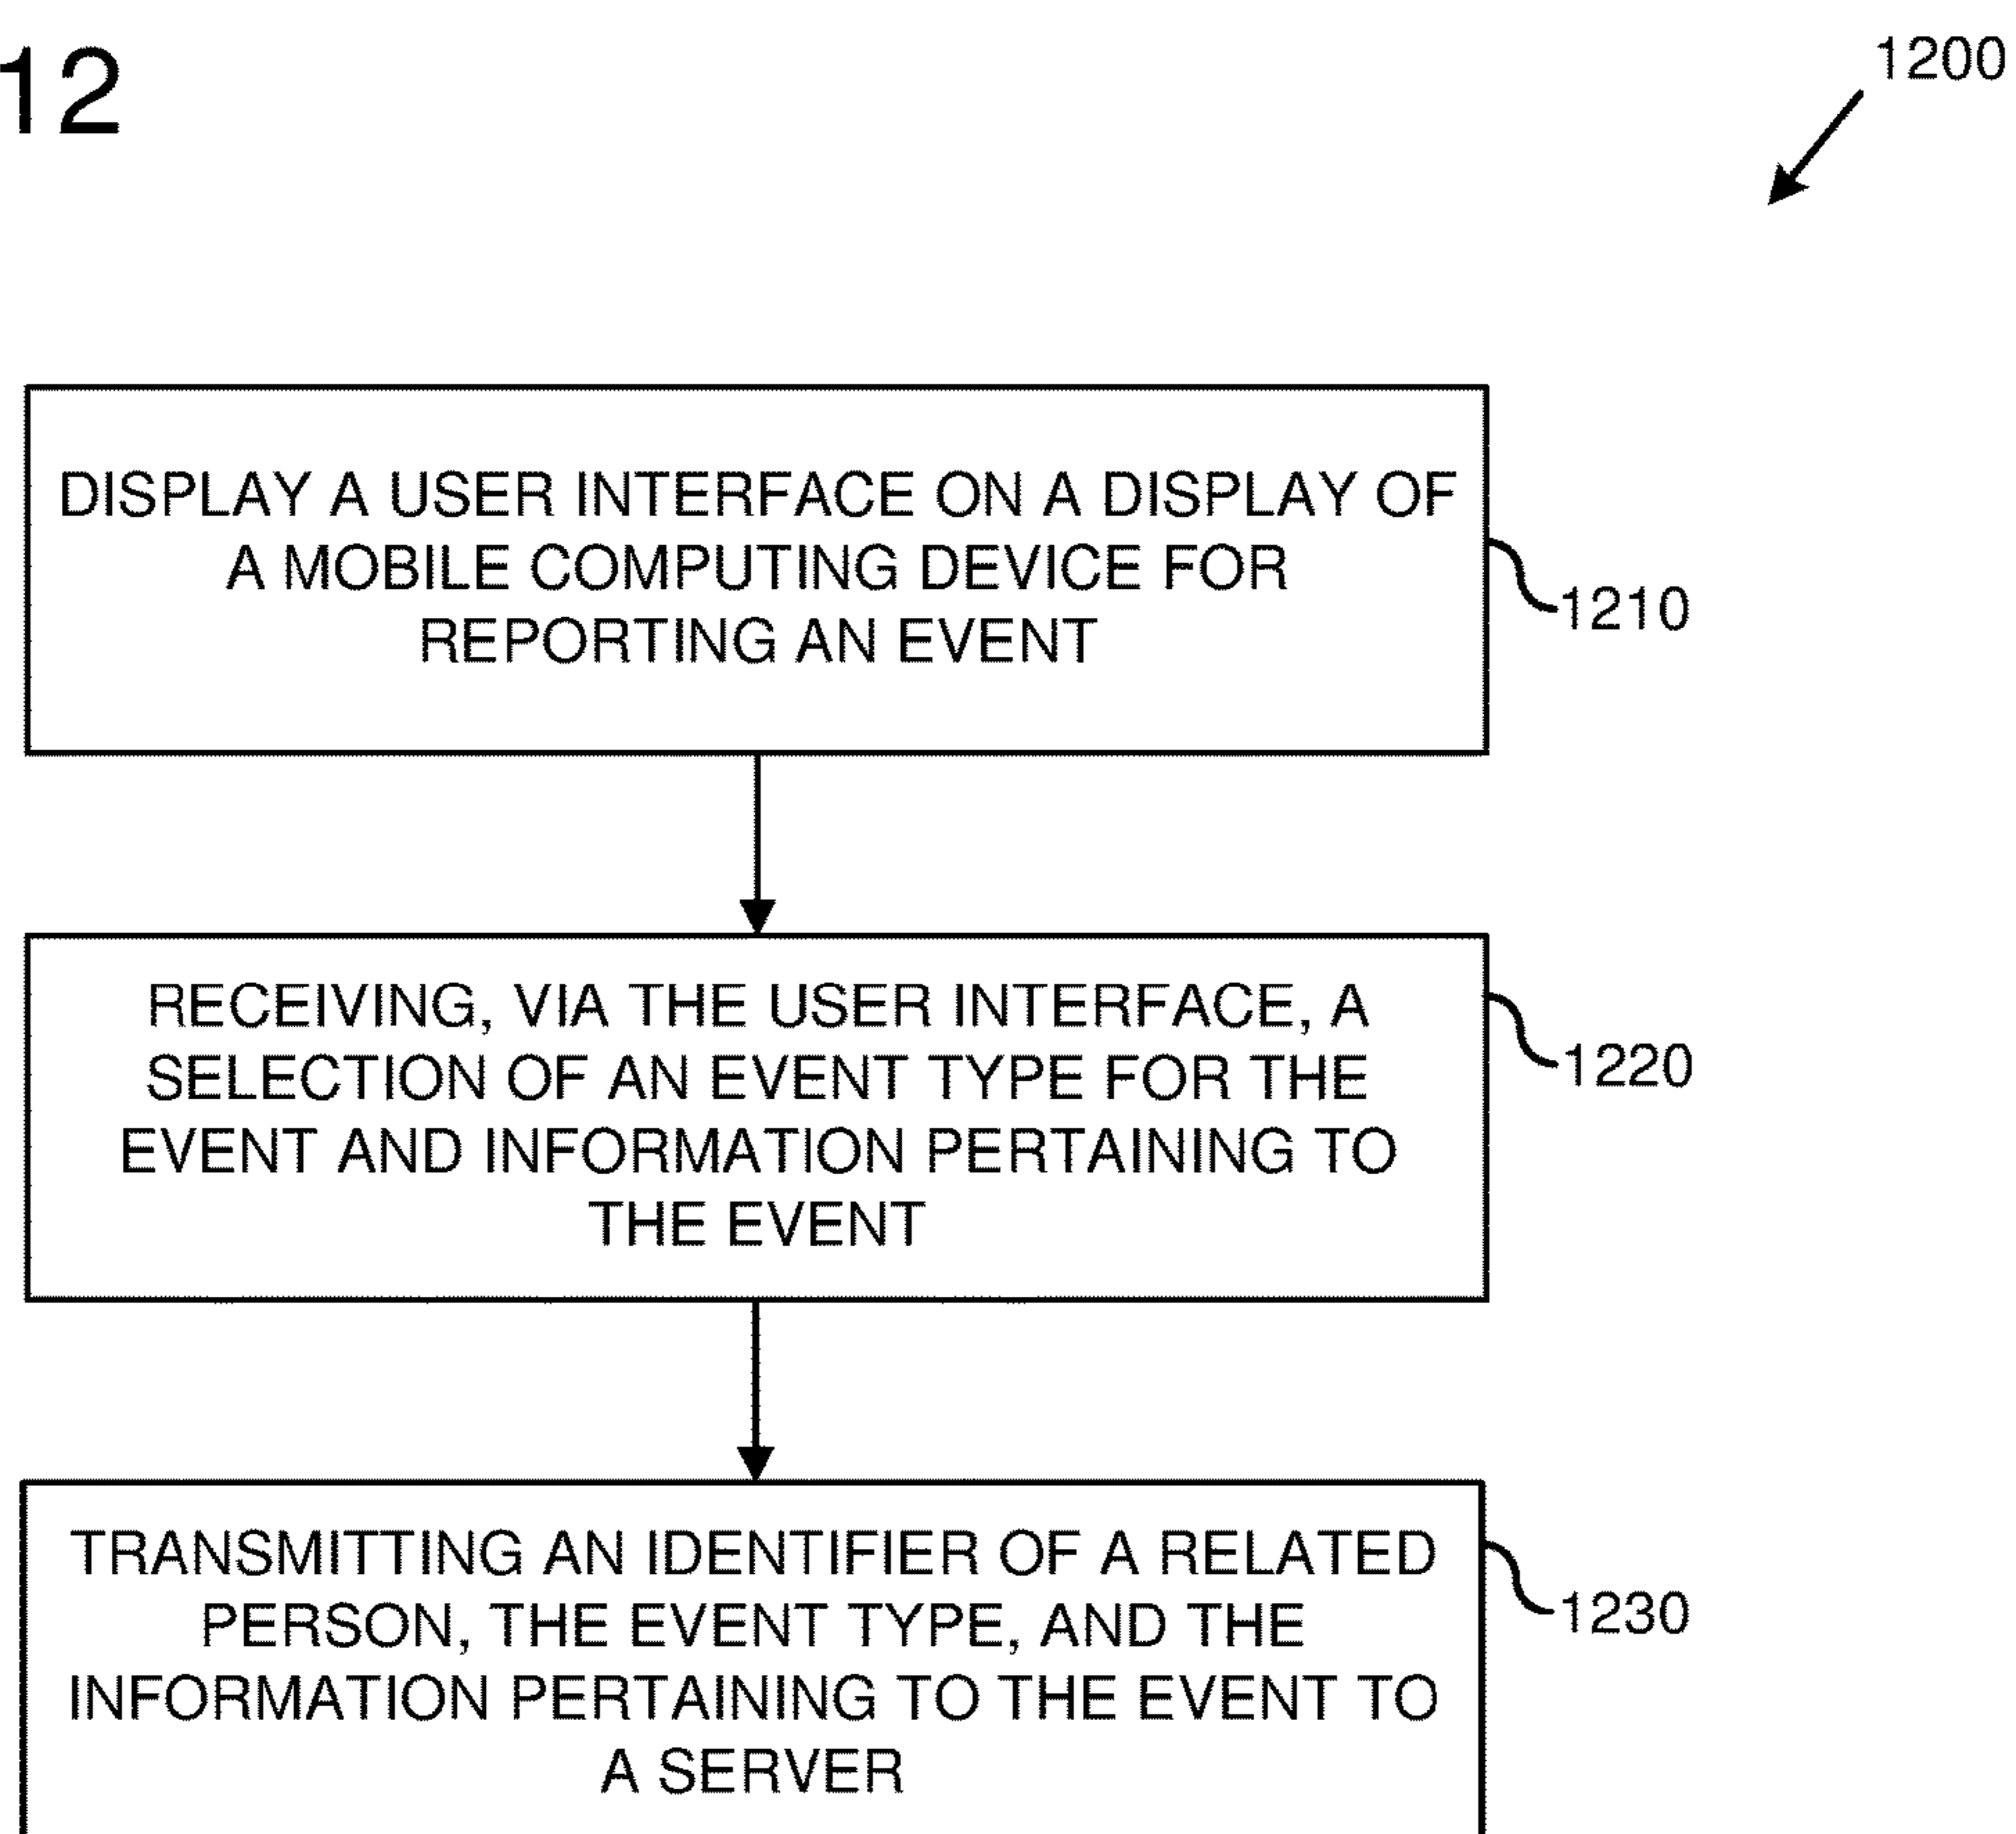 12
1200
DISPLAY A USER INTERFACE ON A DISPLAY OF
A MOBILE COMPUTING DEVICE FOR
REPORTING AN EVENT
1210
RECEIVING, VIA THE USER INTERFACE, A
SELECTION OF AN EVENT TYPE FOR THE
EVENT AND INFORMATION PERTAINING TO
THE EVENT
1220
TRANSMITTING AN IDENTIFIER OF A RELATED
PERSON, THE EVENT TYPE, AND THE
INFORMATION PERTAINING TO THE EVENT TO
A SERVER
1230